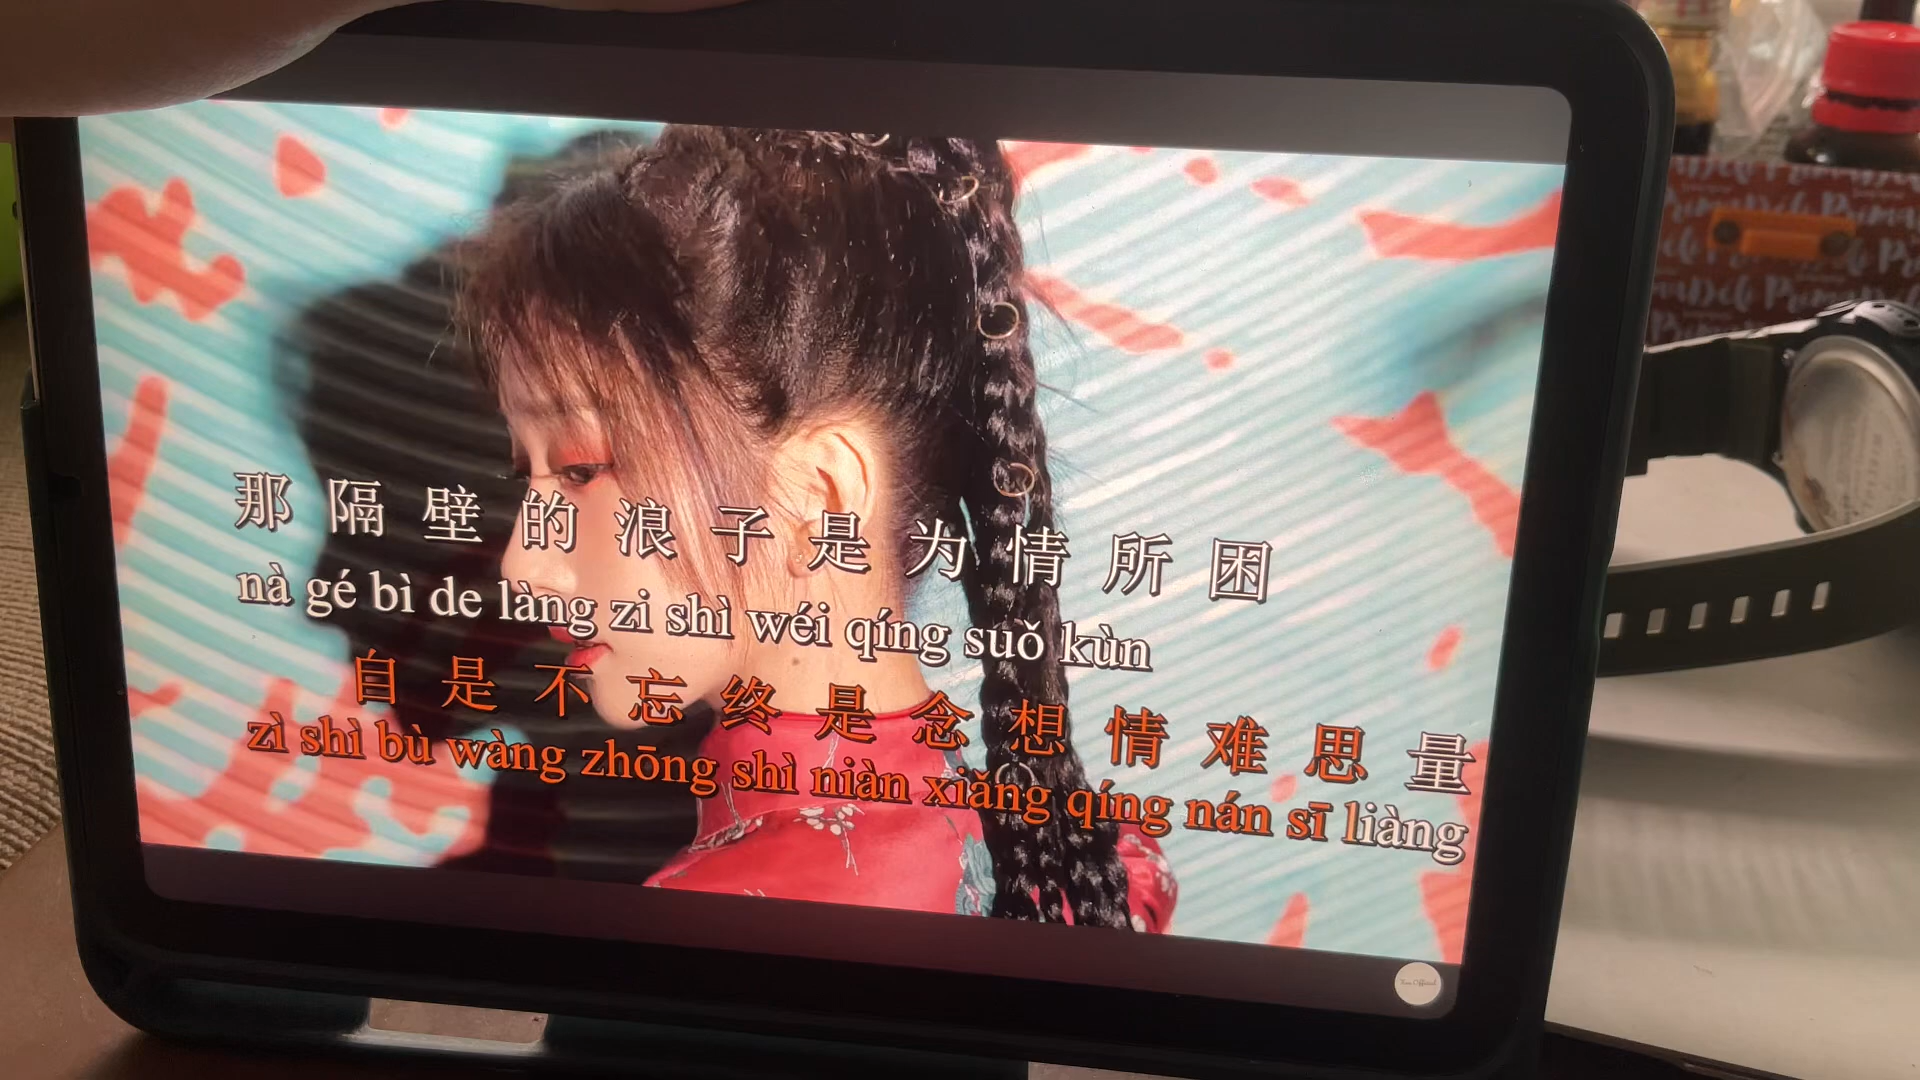 那隔壁的浪子是为情所困
nà gé bì de làng zi shì wéi qíng suǒ kùn
自是不忘终是念想情难思量
zì shì bù wàng zhōng shì niàn xiǎng qíng nán sī liàng
PrimaDéli